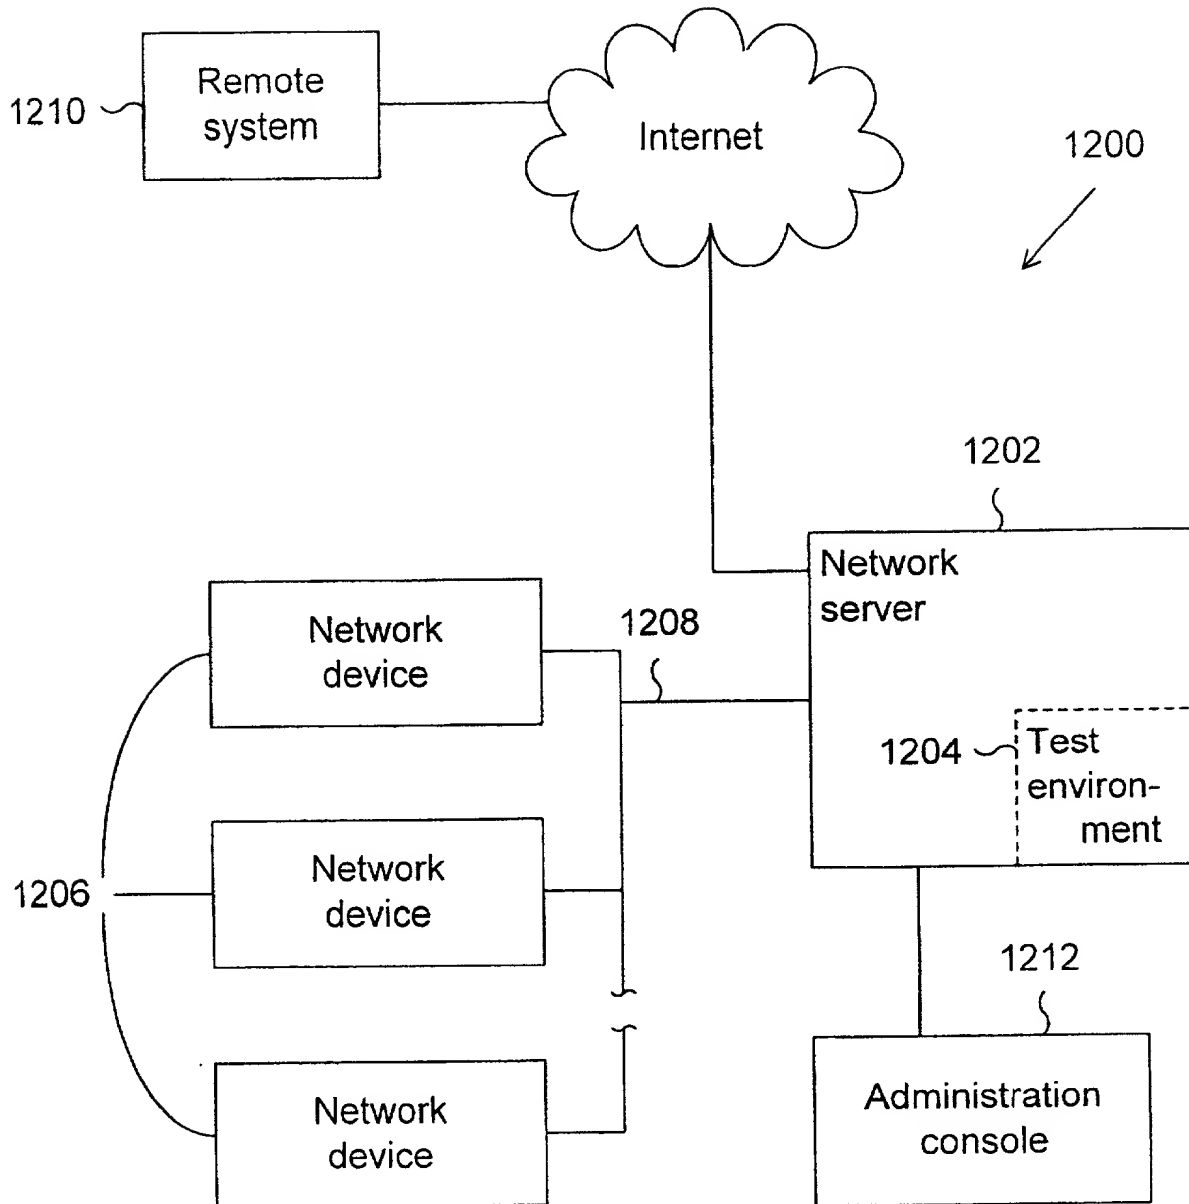 1210
Remote
system
Internet
1200
1202
Network
server
1208
Network
device
1204
Test
environ-
ment
1206
Network
device
1212
Network
device
Administration
console